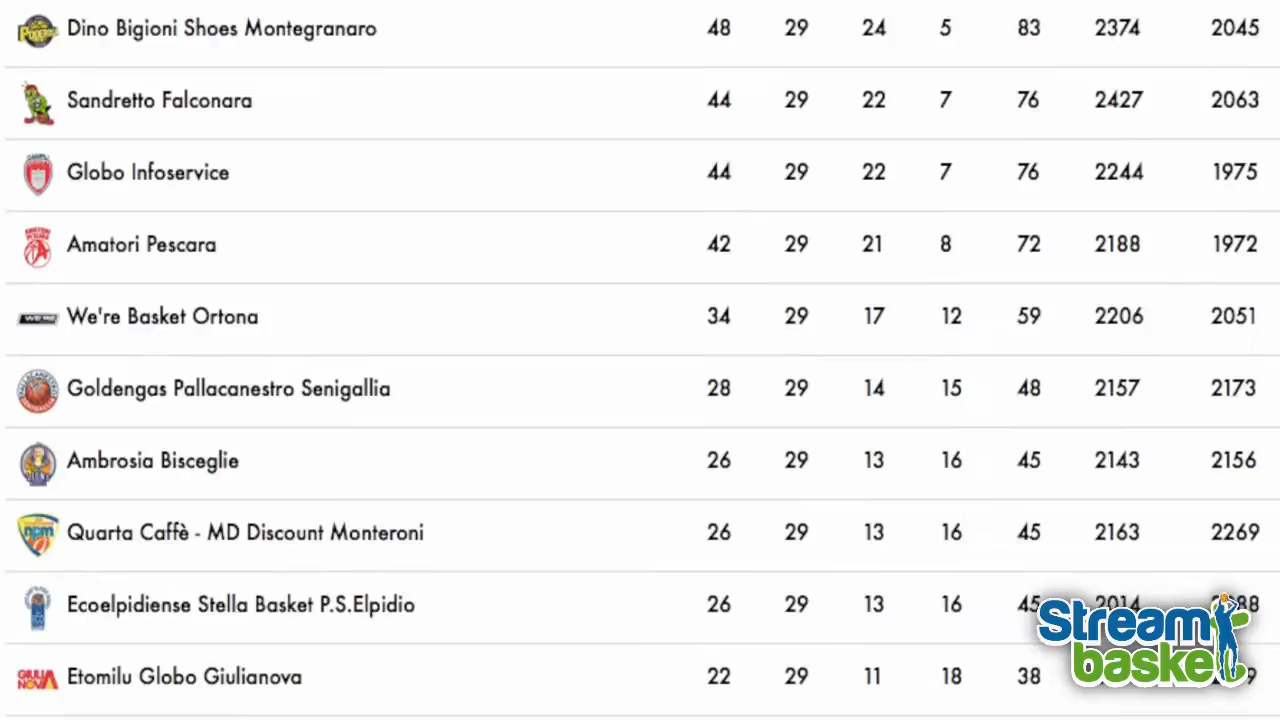 Dino Bigioni Shoes Montegranaro 48 29 24 5 83 2374 2045
Sandretto Falconara 44 29 22 7 76 2427 2063
Globo Infoservice 44 29 22 7 76 2244 1975
Amatori Pescara 42 29 21 8 72 2188 1972
We're Basket Ortona 34 29 17 12 59 2206 2051
Goldengas Pallacanestro Senigallia 28 29 14 15 48 2157 2173
Ambrosia Bisceglie 26 29 13 16 45 2143 2156
Quarta Caffè - MD Discount Monteroni 26 29 13 16 45 2163 2269
Ecoelpidiense Stella Basket P.S.Elpidio 26 29 13 16 45 2014
Etomilu Globo Giulianova 22 29 11 18 38
GIULIANOVA
npm
Stream
basket